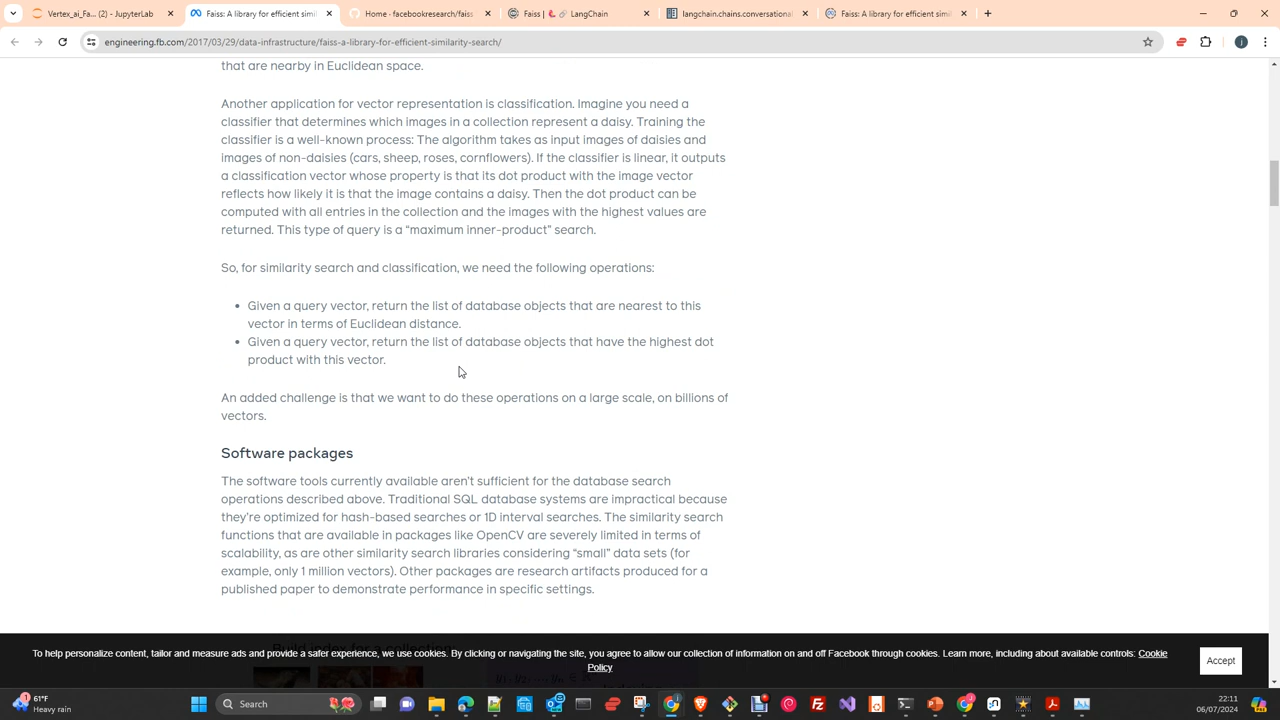 Vertex_ai_Fa... (2) - JupyterLab
Faiss: A library for efficient simil
Home · facebookresearch/faiss
Faiss | 🦜️🔗 LangChain
langchain.chains.conversational
Faiss: A library for efficient simil
engineering.fb.com/2017/03/29/data-infrastructure/faiss-a-library-for-efficient-similarity-search/
that are nearby in Euclidean space.
Another application for vector representation is classification. Imagine you need a
classifier that determines which images in a collection represent a daisy. Training the
classifier is a well-known process: The algorithm takes as input images of daisies and
images of non-daisies (cars, sheep, roses, cornflowers). If the classifier is linear, it outputs
a classification vector whose property is that its dot product with the image vector
reflects how likely it is that the image contains a daisy. Then the dot product can be
computed with all entries in the collection and the images with the highest values are
returned. This type of query is a “maximum inner-product” search.
So, for similarity search and classification, we need the following operations:
• Given a query vector, return the list of database objects that are nearest to this
vector in terms of Euclidean distance.
• Given a query vector, return the list of database objects that have the highest dot
product with this vector.
An added challenge is that we want to do these operations on a large scale, on billions of
vectors.
Software packages
The software tools currently available aren’t sufficient for the database search
operations described above. Traditional SQL database systems are impractical because
they’re optimized for hash-based searches or 1D interval searches. The similarity search
functions that are available in packages like OpenCV are severely limited in terms of
scalability, as are other similarity search libraries considering “small” data sets (for
example, only 1 million vectors). Other packages are research artifacts produced for a
published paper to demonstrate performance in specific settings.
Build index for a collection
To help personalize content, tailor and measure ads and provide a safer experience, we use cookies. By clicking or navigating the site, you agree to allow our collection of information on and off Facebook through cookies. Learn more, including about available controls: Cookie
Policy
Accept
61°F
Heavy rain
Search
22:11
06/07/2024